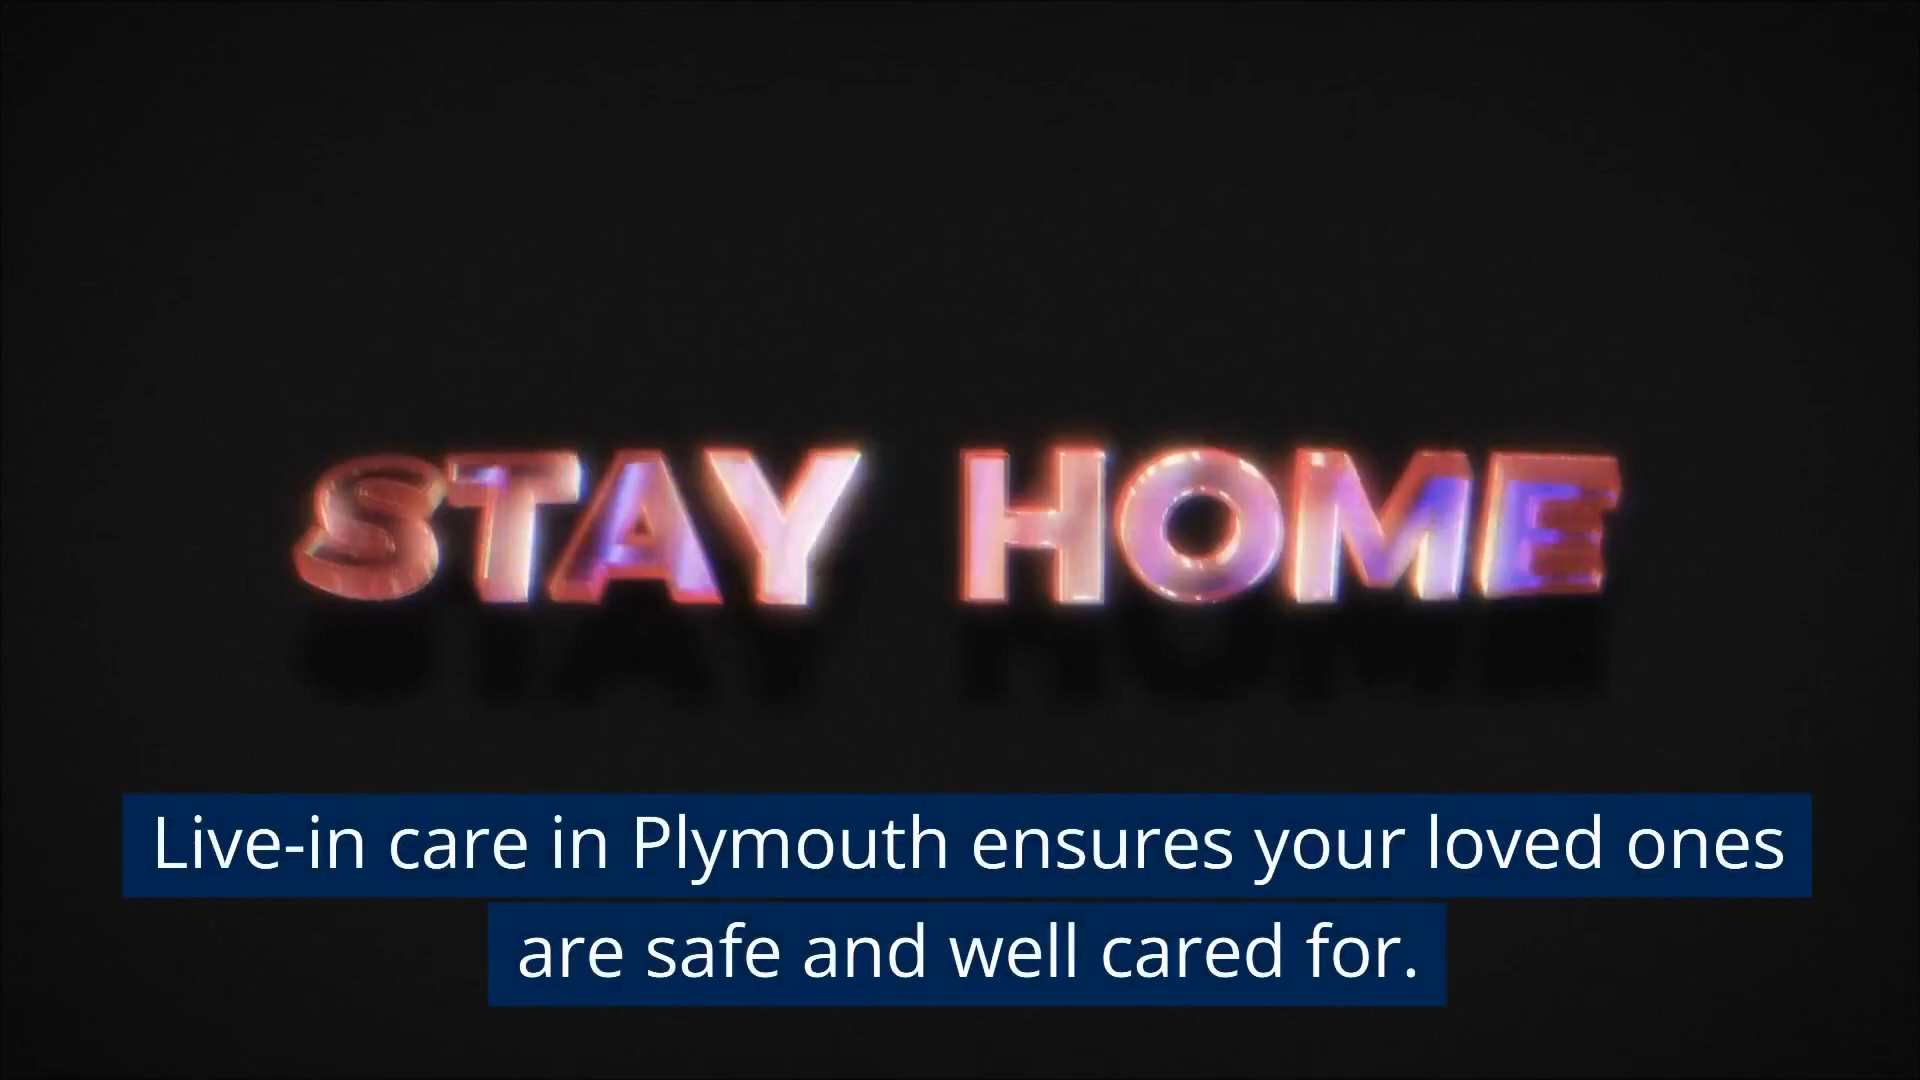 STAY HOME
Live-in care in Plymouth ensures your loved ones
are safe and well cared for.